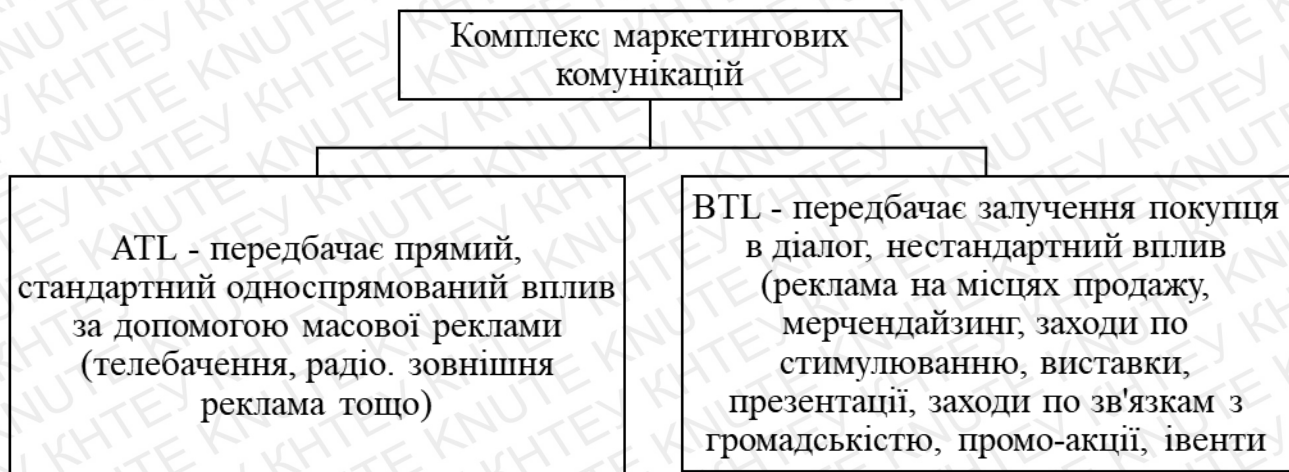 Комплекс маркетингових
комунікацій
ATL - передбачає прямий,
стандартний односпрямований вплив
за допомогою масової реклами
(телебачення, радіо. зовнішня
реклама тощо)
BTL - передбачає залучення покупця
в діалог, нестандартний вплив
(реклама на місцях продажу,
мерчендайзинг, заходи по
стимулюванню, виставки,
презентації, заходи по зв'язкам з
громадськістю, промо-акції, івенти